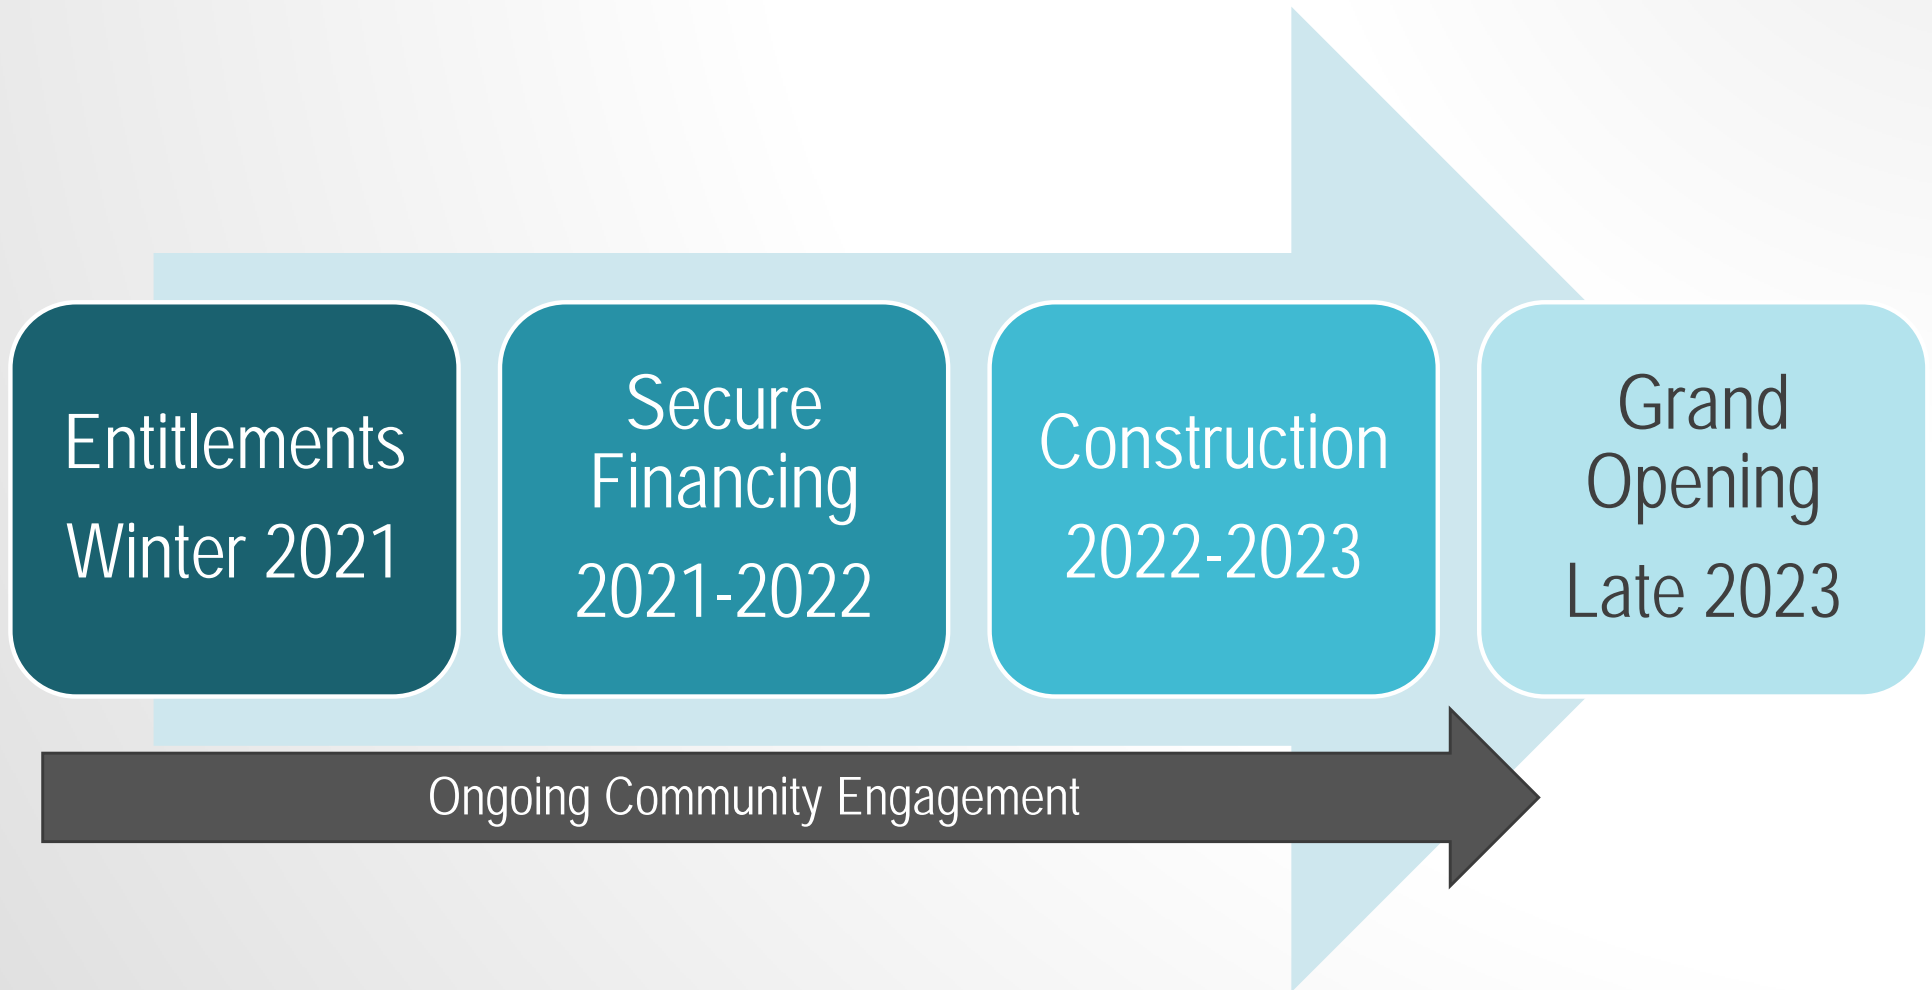 Entitlements
Winter 2021
Secure
Financing
2021-2022
Construction
2022-2023
Grand
Opening
Late 2023
Ongoing Community Engagement